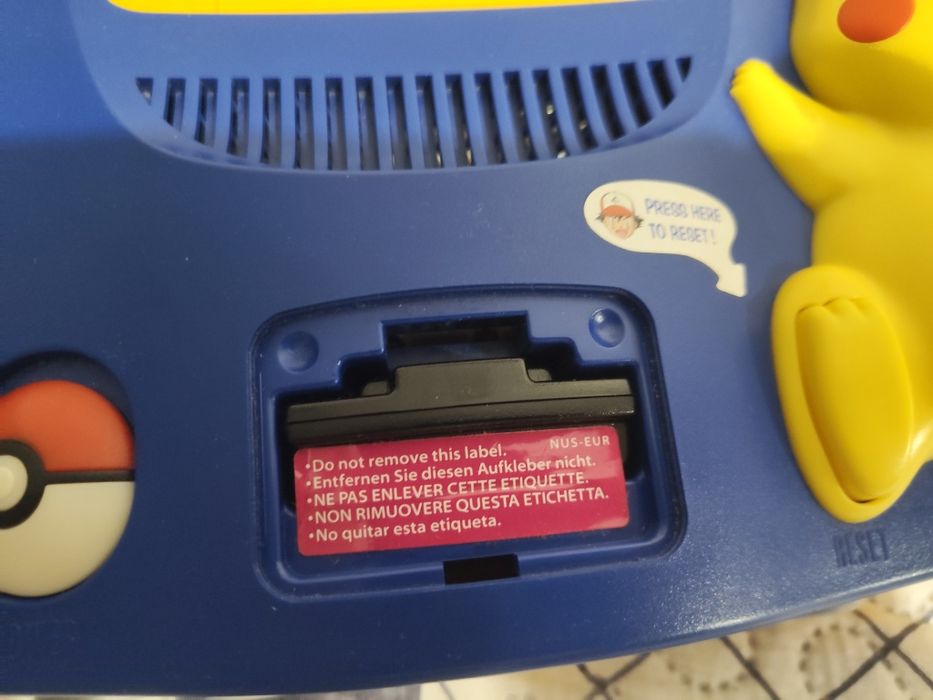 PRESS HERE
TO RESET!
NUS-EUR
•Do not remove this label.
•Entfernen Sie diesen Aufkleber nicht.
•NE PAS ENLEVER CETTE ETIQUETTE.
•NON RIMUOVERE QUESTA ETICHETTA.
•No quitar esta etiqueta.
RESET